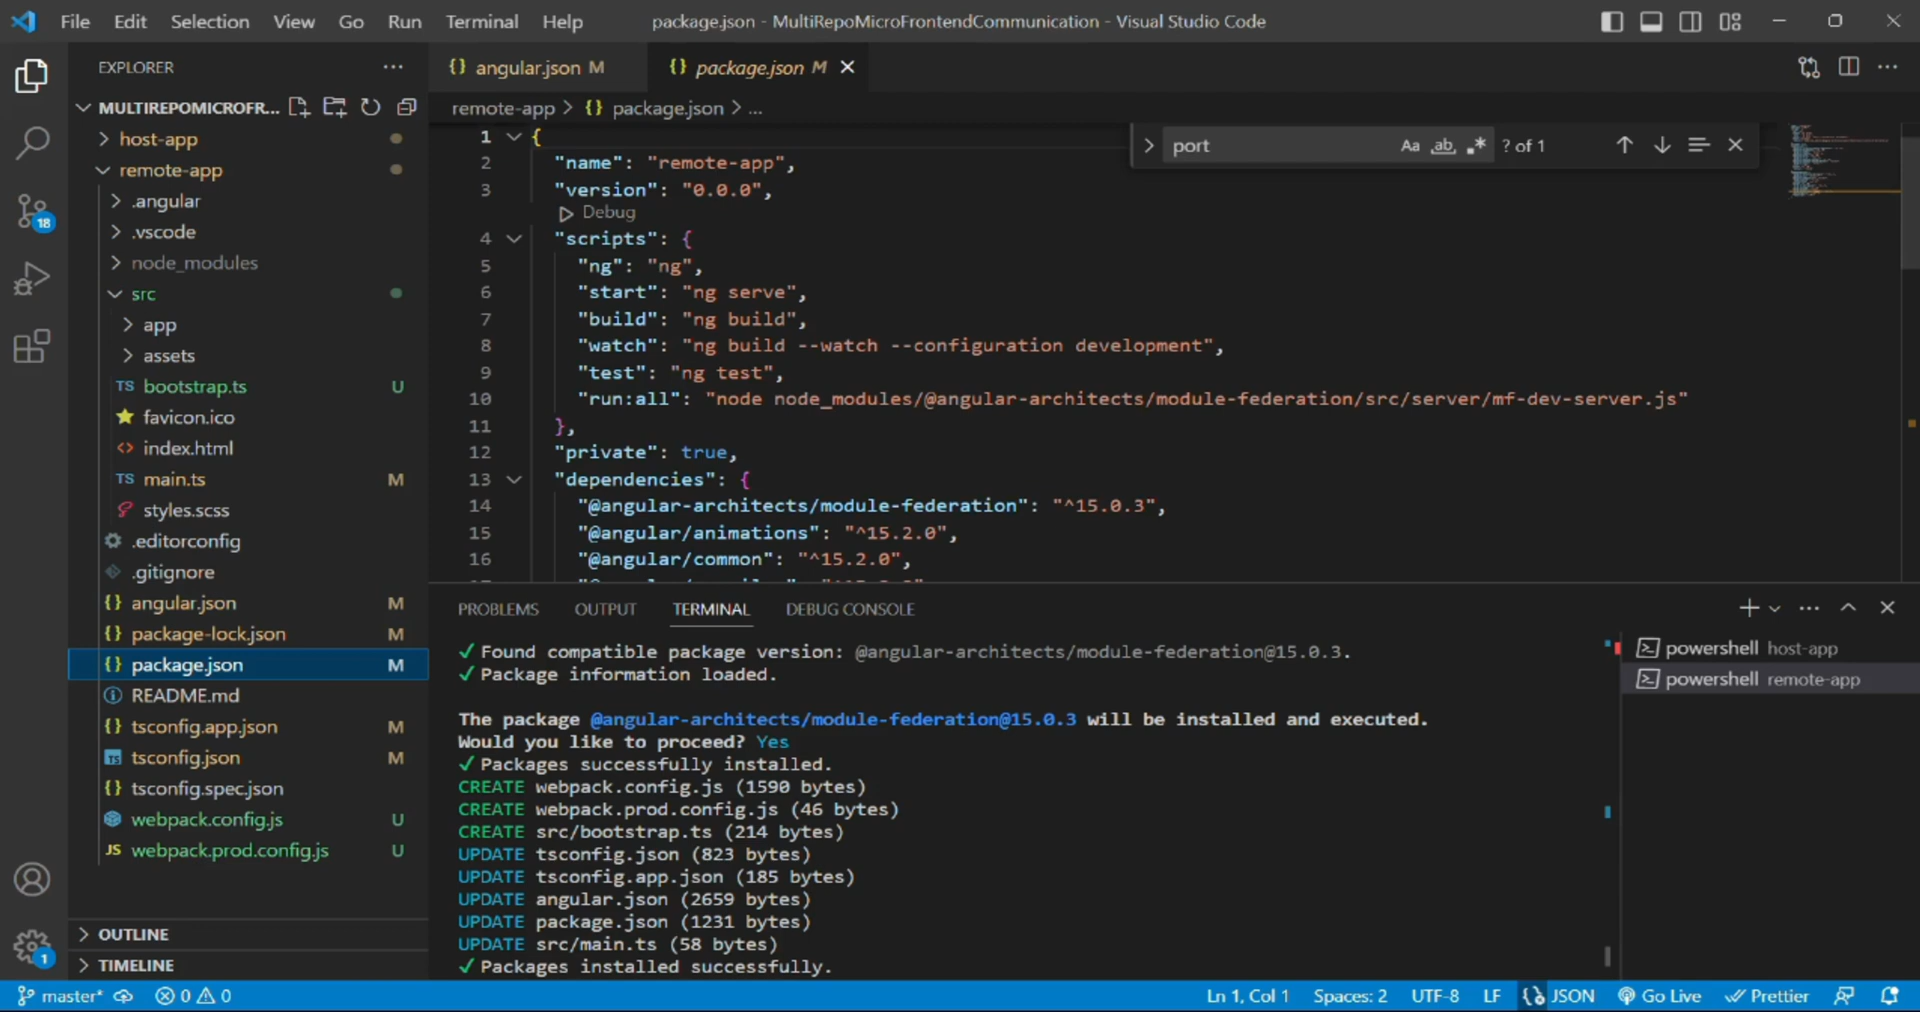 File Edit Selection View Go Run Terminal Help package.json - MultiRepoMicroFrontendCommunication - Visual Studio Code
EXPLORER
MULTIREPOMICROFR...
host-app
remote-app
.angular
.vscode
node_modules
src
app
assets
TS bootstrap.ts U
favicon.ico
index.html
TS main.ts M
styles.scss
.editorconfig
.gitignore
{} angular.json M
{} package-lock.json M
{} package.json M
README.md
{} tsconfig.app.json M
TS tsconfig.json M
{} tsconfig.spec.json
webpack.config.js U
JS webpack.prod.config.js U
OUTLINE
TIMELINE
18
1
{} angular.json M {} package.json M
remote-app > {} package.json > ...
port Aa ab .* ? of 1
1 {
2 "name": "remote-app",
3 "version": "0.0.0",
Debug
4 "scripts": {
5 "ng": "ng",
6 "start": "ng serve",
7 "build": "ng build",
8 "watch": "ng build --watch --configuration development",
9 "test": "ng test",
10 "run:all": "node node_modules/@angular-architects/module-federation/src/server/mf-dev-server.js"
11 },
12 "private": true,
13 "dependencies": {
14 "@angular-architects/module-federation": "^15.0.3",
15 "@angular/animations": "^15.2.0",
16 "@angular/common": "^15.2.0",
PROBLEMS OUTPUT TERMINAL DEBUG CONSOLE
✓ Found compatible package version: @angular-architects/module-federation@15.0.3.
✓ Package information loaded.
The package @angular-architects/module-federation@15.0.3 will be installed and executed.
Would you like to proceed? Yes
✓ Packages successfully installed.
CREATE webpack.config.js (1590 bytes)
CREATE webpack.prod.config.js (46 bytes)
CREATE src/bootstrap.ts (214 bytes)
UPDATE tsconfig.json (823 bytes)
UPDATE tsconfig.app.json (185 bytes)
UPDATE angular.json (2659 bytes)
UPDATE package.json (1231 bytes)
UPDATE src/main.ts (58 bytes)
✓ Packages installed successfully.
powershell host-app
powershell remote-app
master* 0 0 Ln 1, Col 1 Spaces: 2 UTF-8 LF JSON Go Live Prettier